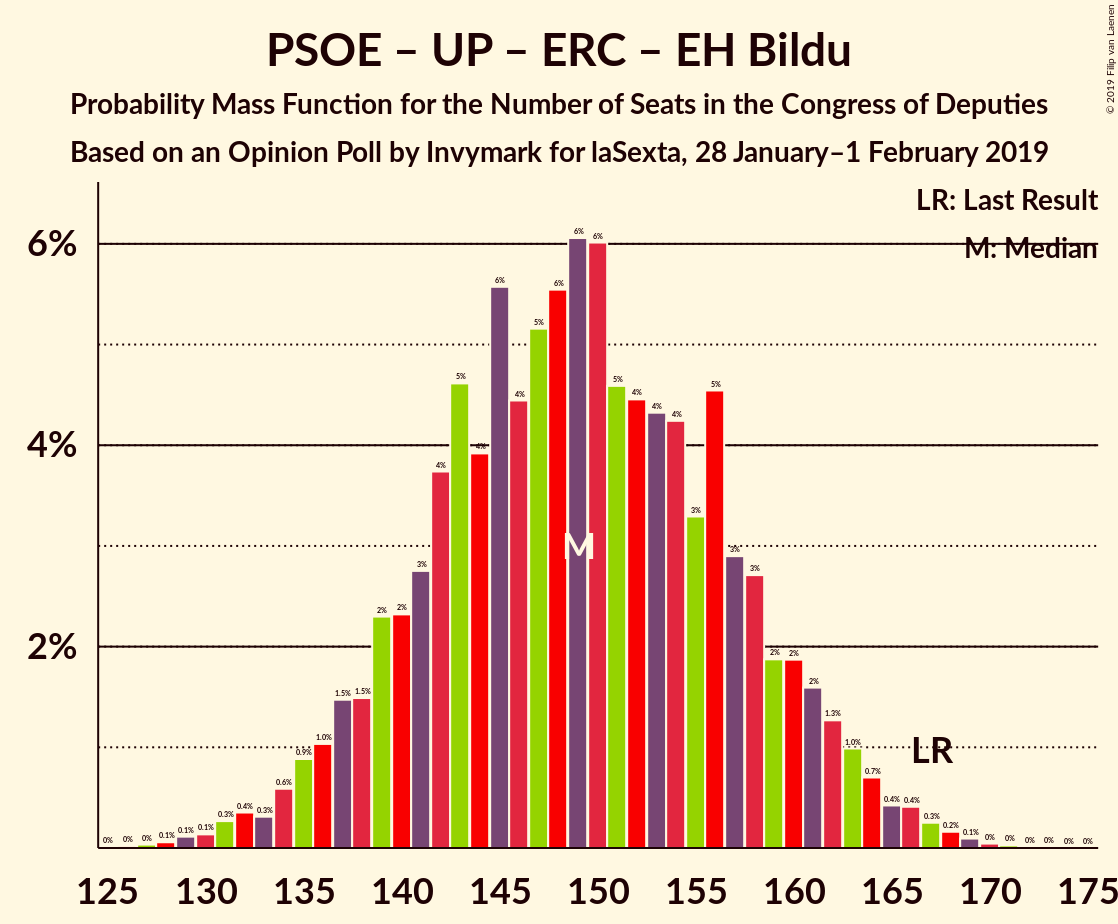 PSOE – UP – ERC – EH Bildu
Probability Mass Function for the Number of Seats in the Congress of Deputies
Based on an Opinion Poll by Invymark for laSexta, 28 January–1 February 2019
© 2019 Filip van Laenen
LR: Last Result
M: Median
6%
4%
2%
0% 0% 0% 0.1% 0.1% 0.1% 0.3% 0.4% 0.3% 0.6% 0.9% 1.0% 1.5% 1.5% 2% 2% 3% 4% 5% 4% 6% 4% 5% 6% 6% 6% 5% 4% 4% 4% 3% 5% 3% 3% 2% 2% 2% 1.3% 1.0% 0.7% 0.4% 0.4% 0.3% 0.2% 0.1% 0% 0% 0% 0% 0% 0%
M
LR
125 130 135 140 145 150 155 160 165 170 175